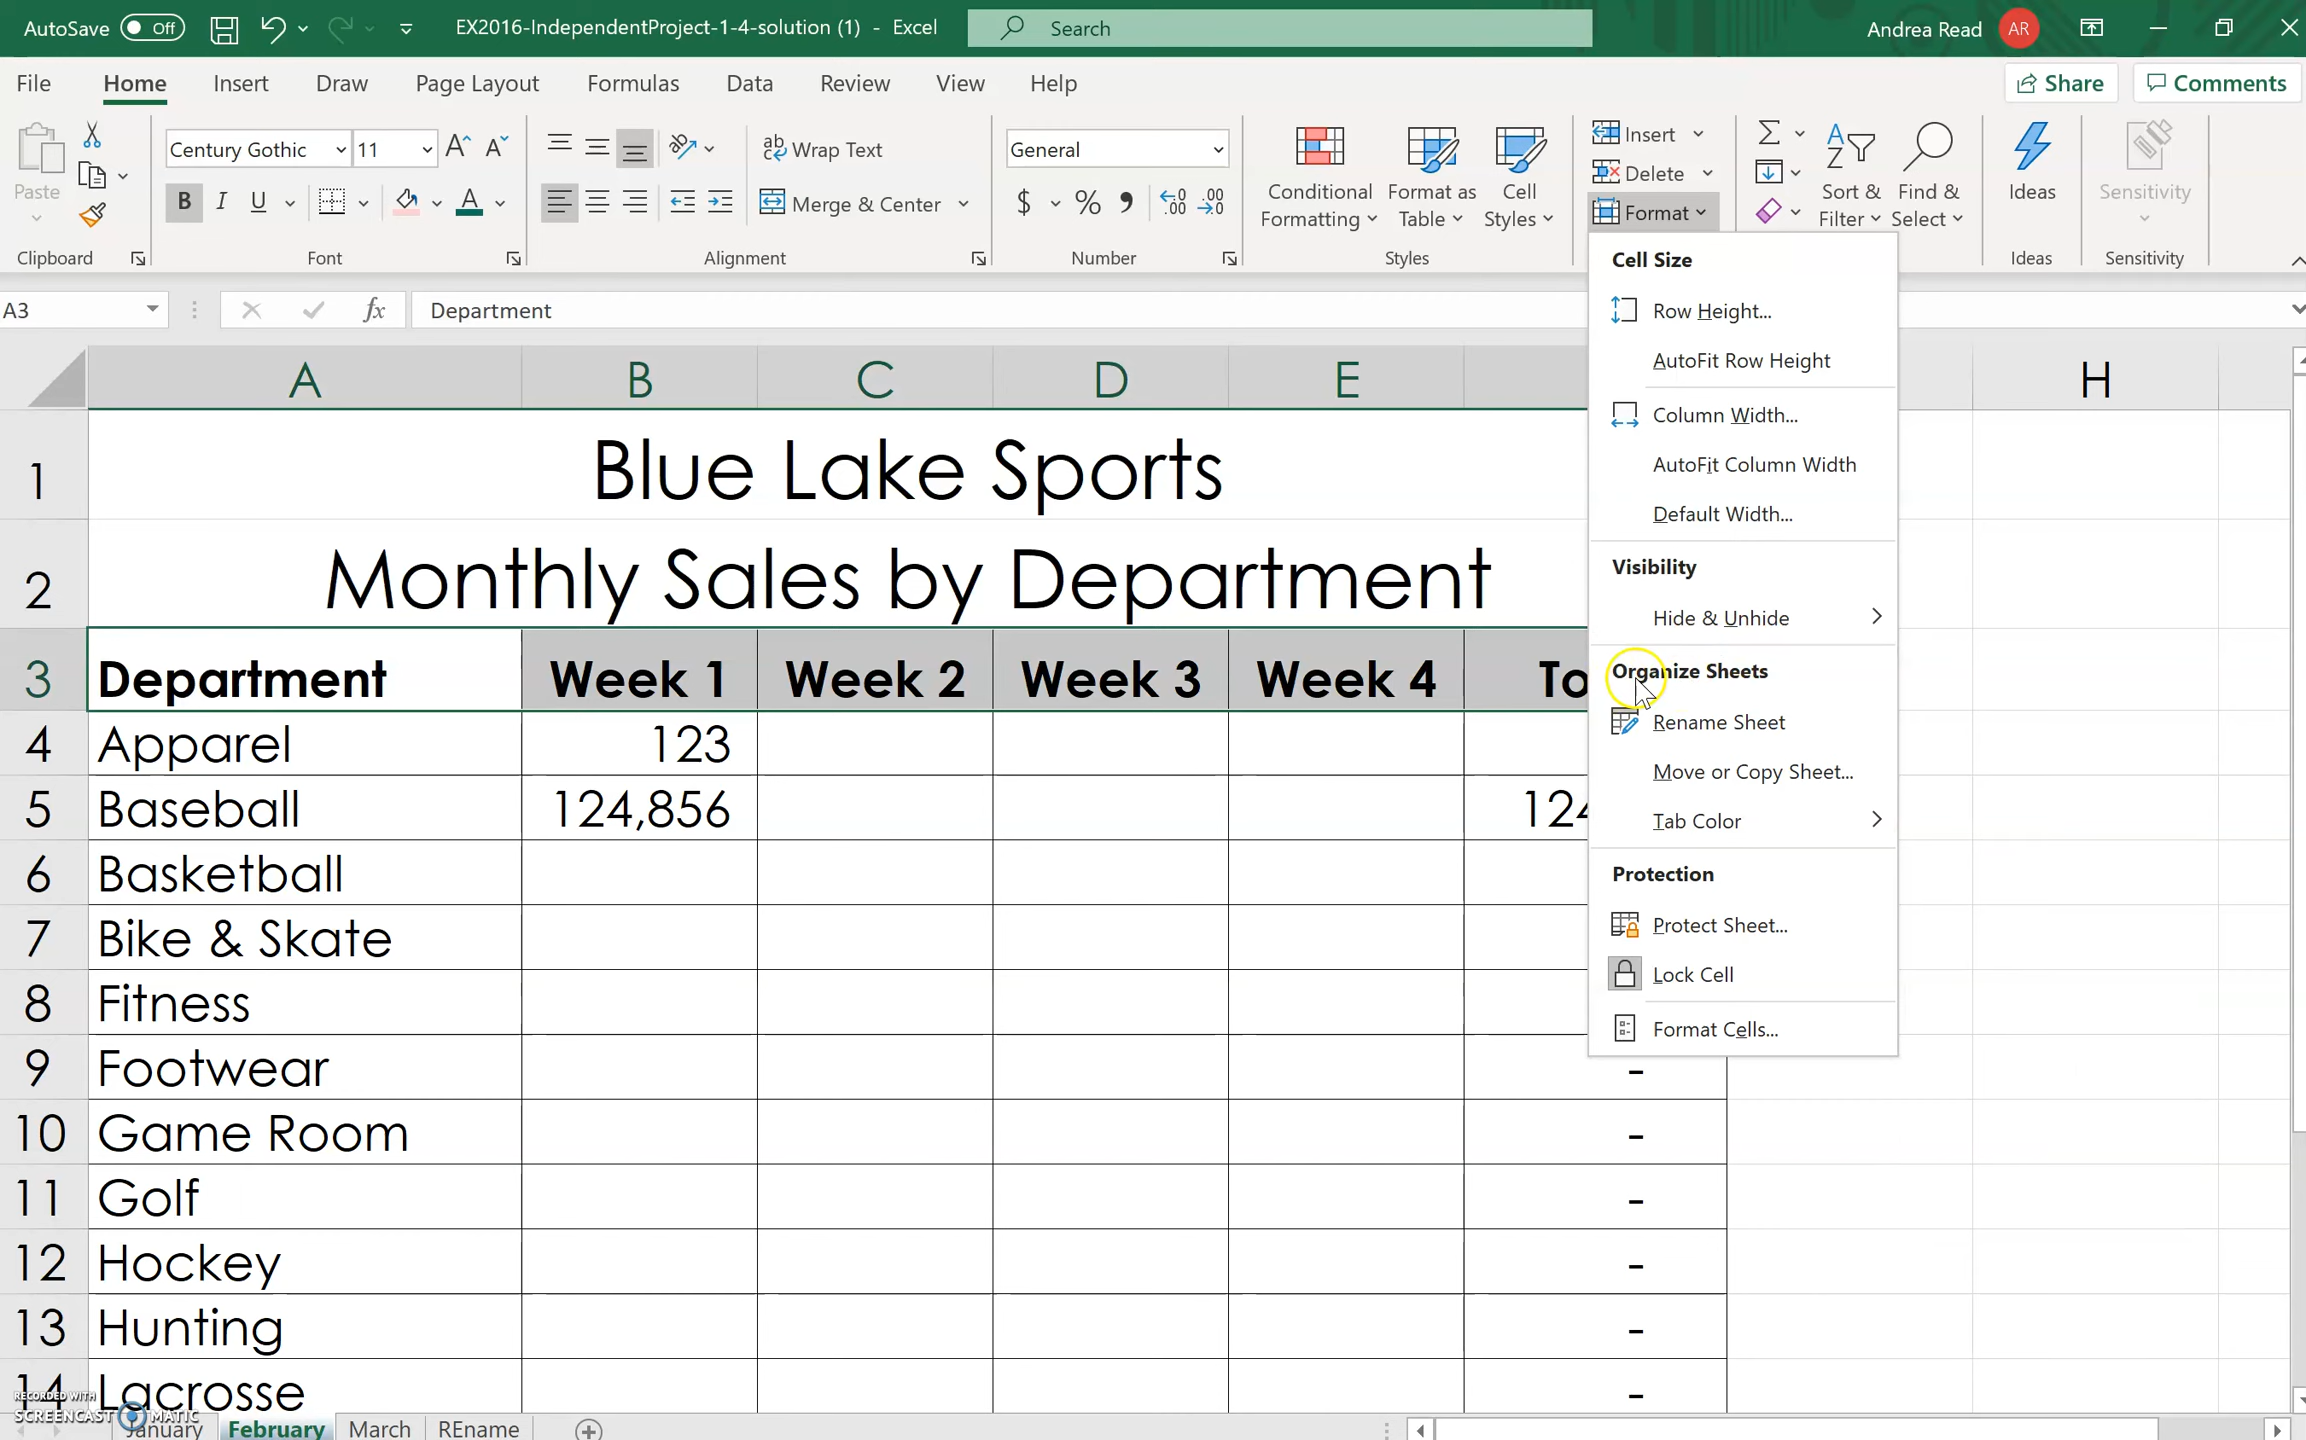 AutoSave Off EX2016-IndependentProject-1-4-solution (1) - Excel Search Andrea Read AR
File Home Insert Draw Page Layout Formulas Data Review View Help Share Comments
Paste Century Gothic 11 Wrap Text General Conditional Formatting Format as Table Cell Styles Insert Delete Format Sort & Filter Find & Select Ideas Sensitivity
B I U Merge & Center $ % ,
Clipboard Font Alignment Number Styles Ideas Sensitivity
A3 fx Department
Cell Size
Row Height...
AutoFit Row Height
Column Width...
AutoFit Column Width
Default Width...
Visibility
Hide & Unhide
Organize Sheets
Rename Sheet
Move or Copy Sheet...
Tab Color
Protection
Protect Sheet...
Lock Cell
Format Cells...
A B C D E H
1 Blue Lake Sports
2 Monthly Sales by Department
3 Department Week 1 Week 2 Week 3 Week 4 To
4 Apparel 123
5 Baseball 124,856 124
6 Basketball
7 Bike & Skate
8 Fitness
9 Footwear -
10 Game Room -
11 Golf -
12 Hockey -
13 Hunting -
14 Lacrosse -
RECORDED WITH
SCREENCAST MATIC
January February March REname